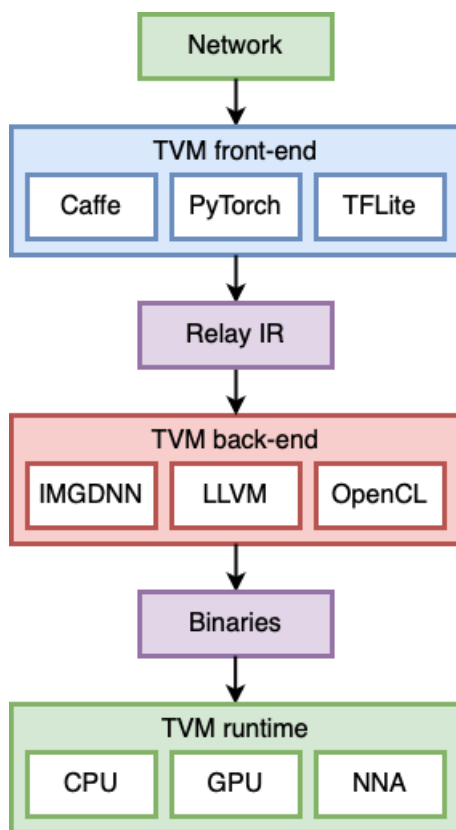 Network
TVM front-end
Caffe PyTorch TFLite
Relay IR
TVM back-end
IMGDNN LLVM OpenCL
Binaries
TVM runtime
CPU GPU NNA